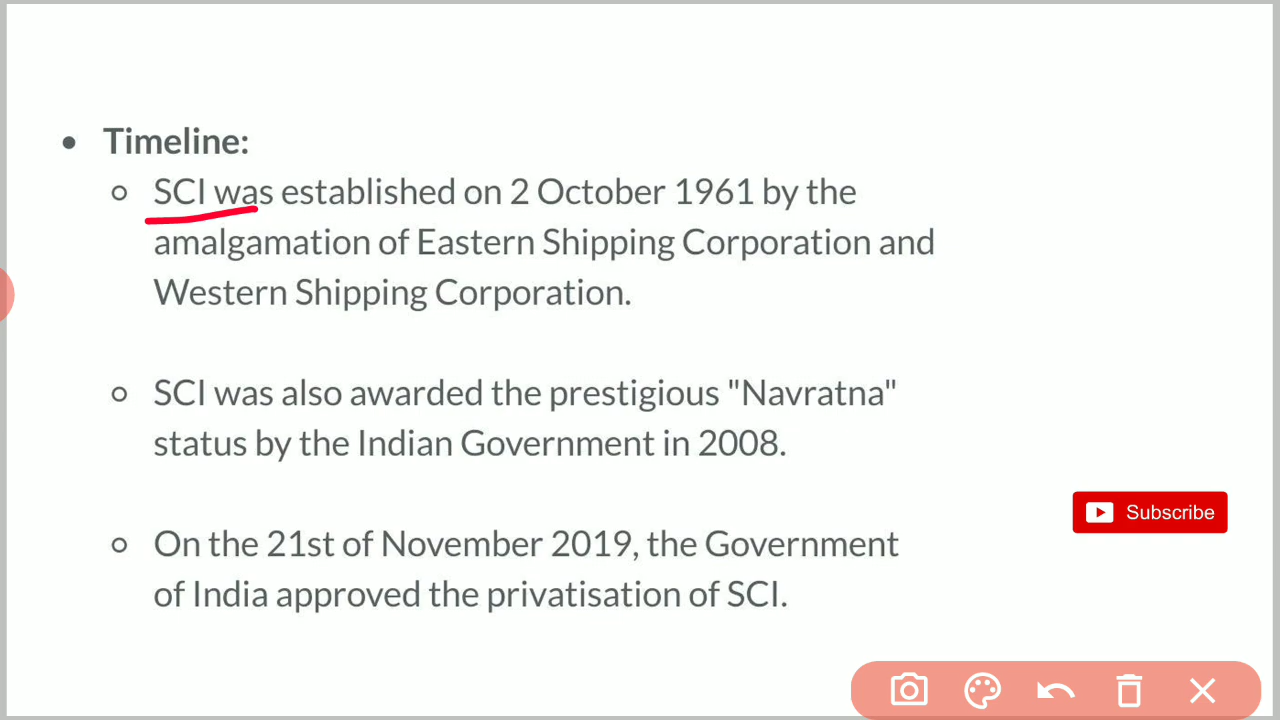 Timeline:
SCI was established on 2 October 1961 by the
amalgamation of Eastern Shipping Corporation and
Western Shipping Corporation.
SCI was also awarded the prestigious "Navratna"
status by the Indian Government in 2008.
Subscribe
On the 21st of November 2019, the Government
of India approved the privatisation of SCI.